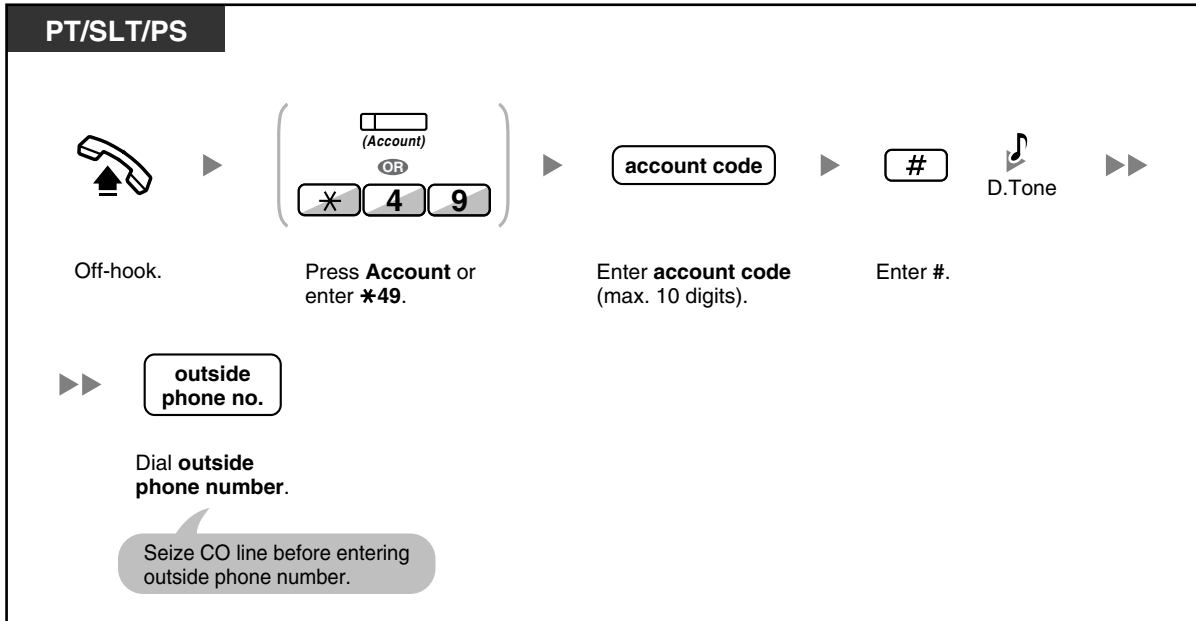 PT/SLT/PS
(Account)
OR
* 4 9
account code
#
D.Tone
Off-hook.
Press Account or
enter *49.
Enter account code
(max. 10 digits).
Enter #.
outside
phone no.
Dial outside
phone number.
Seize CO line before entering
outside phone number.